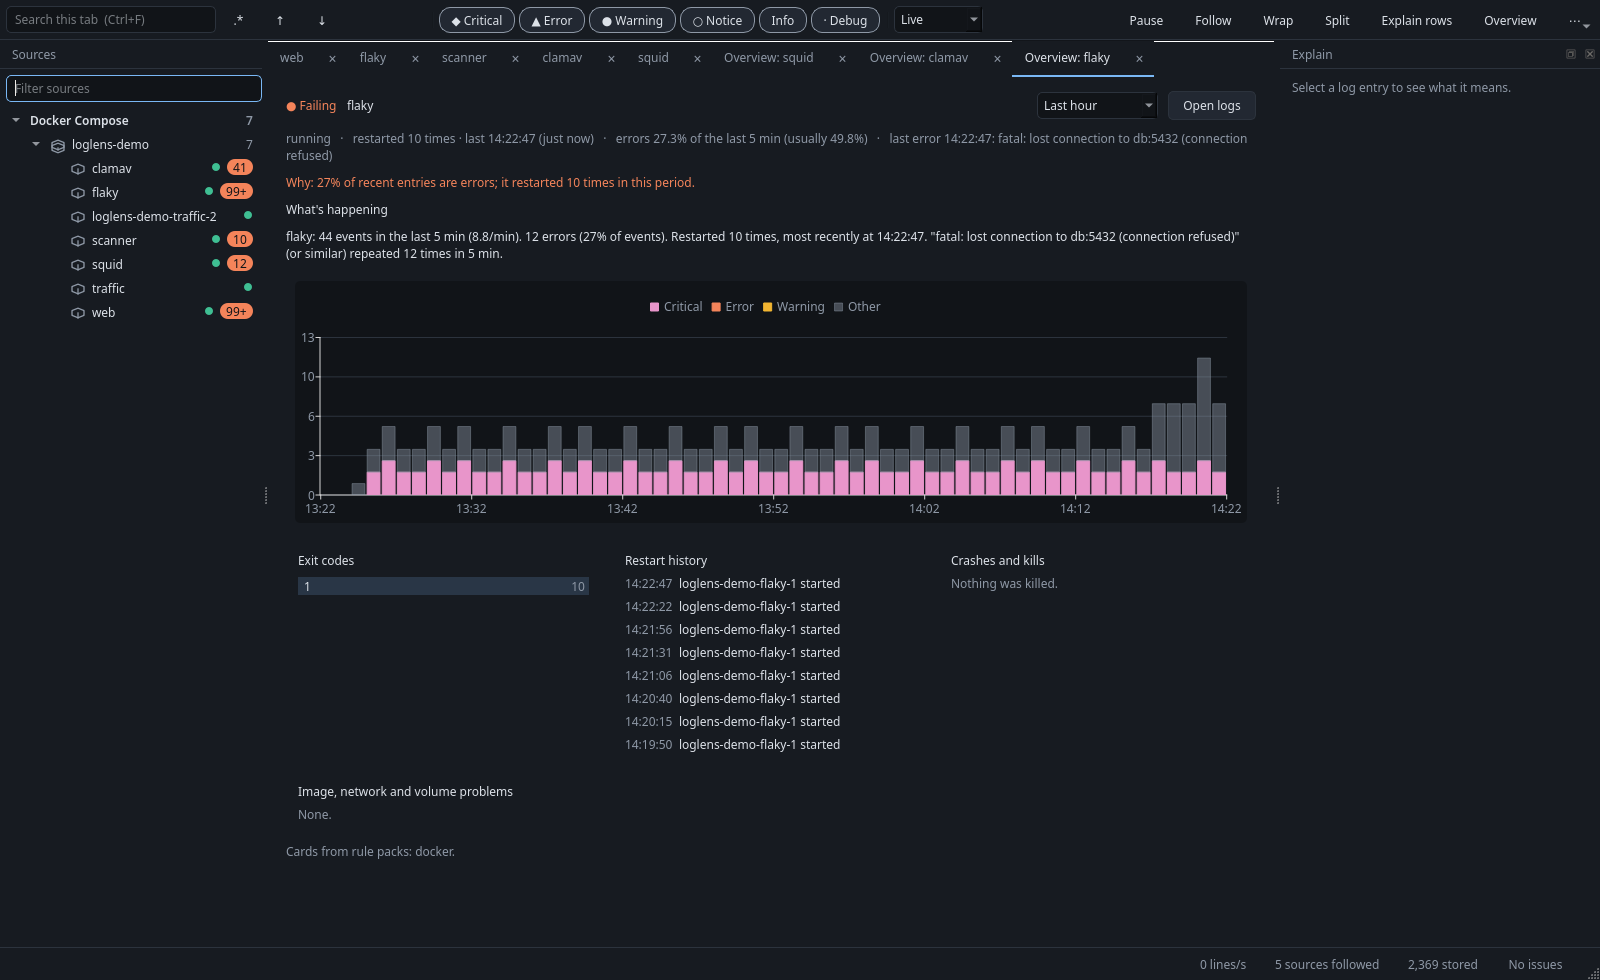 Search this tab (Ctrl+F)
.*
↑
↓
◆ Critical
▲ Error
● Warning
○ Notice
Info
· Debug
Live
Pause
Follow
Wrap
Split
Explain rows
Overview
...
Sources
web ×
flaky ×
scanner ×
clamav ×
squid ×
Overview: squid ×
Overview: clamav ×
Overview: flaky ×
Explain
Filter sources
Select a log entry to see what it means.
Docker Compose 7
loglens-demo 7
clamav 41
flaky 99+
loglens-demo-traffic-2
scanner 10
squid 12
traffic
web 99+
● Failing flaky
Last hour
Open logs
running · restarted 10 times · last 14:22:47 (just now) · errors 27.3% of the last 5 min (usually 49.8%) · last error 14:22:47: fatal: lost connection to db:5432 (connection
refused)
Why: 27% of recent entries are errors; it restarted 10 times in this period.
What's happening
flaky: 44 events in the last 5 min (8.8/min). 12 errors (27% of events). Restarted 10 times, most recently at 14:22:47. "fatal: lost connection to db:5432 (connection refused)"
(or similar) repeated 12 times in 5 min.
Critical Error Warning Other
13
10
6
3
0
13:22 13:32 13:42 13:52 14:02 14:12 14:22
Exit codes
1 10
Restart history
14:22:47 loglens-demo-flaky-1 started
14:22:22 loglens-demo-flaky-1 started
14:21:56 loglens-demo-flaky-1 started
14:21:31 loglens-demo-flaky-1 started
14:21:06 loglens-demo-flaky-1 started
14:20:40 loglens-demo-flaky-1 started
14:20:15 loglens-demo-flaky-1 started
14:19:50 loglens-demo-flaky-1 started
Crashes and kills
Nothing was killed.
Image, network and volume problems
None.
Cards from rule packs: docker.
0 lines/s
5 sources followed
2,369 stored
No issues